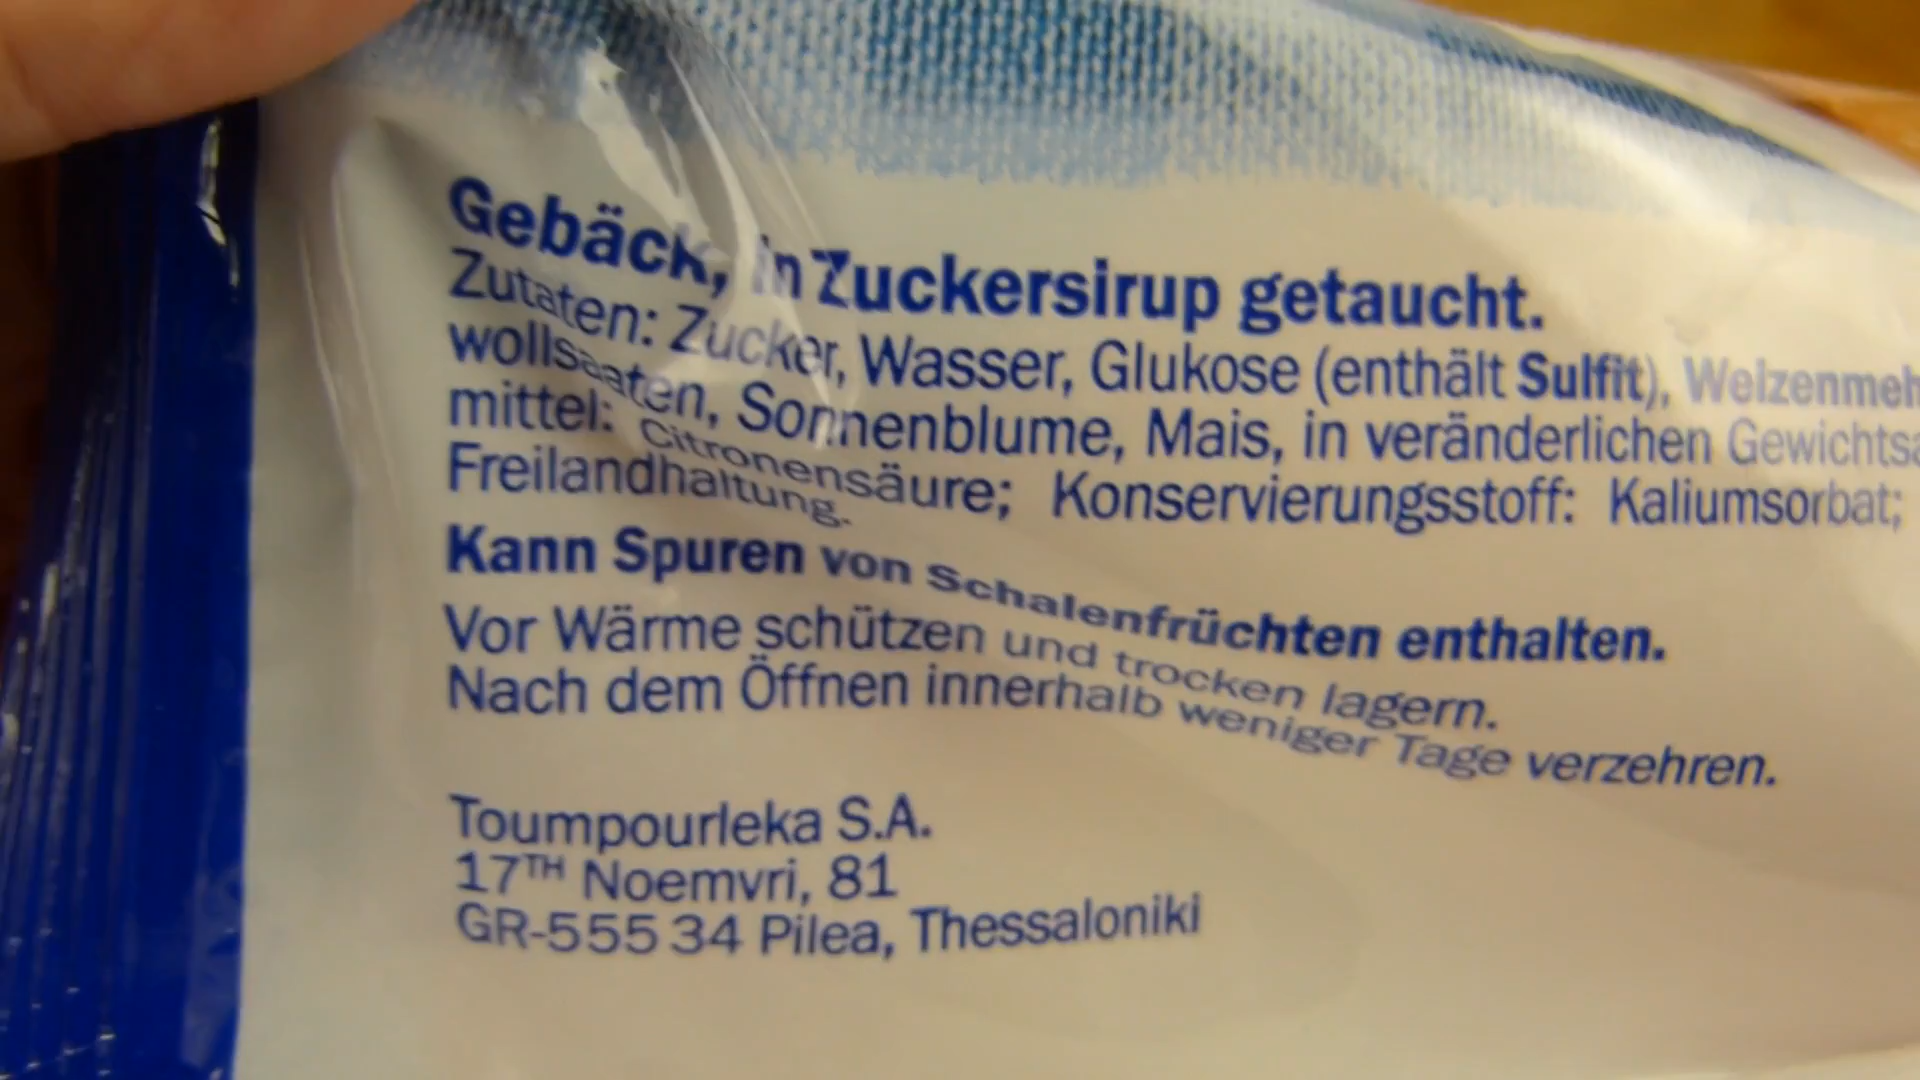 Gebäck, in Zuckersirup getaucht.
Zutaten: Zucker, Wasser, Glukose (enthält Sulfit), Weizenmeh
wollsaaten, Sonnenblume, Mais, in veränderlichen Gewichtsa
mittel: Citronensäure; Konservierungsstoff: Kaliumsorbat;
Freilandhaltung.
Kann Spuren von Schalenfrüchten enthalten.
Vor Wärme schützen und trocken lagern.
Nach dem Öffnen innerhalb weniger Tage verzehren.
Toumpourleka S.A.
17TH Noemvri, 81
GR-555 34 Pilea, Thessaloniki